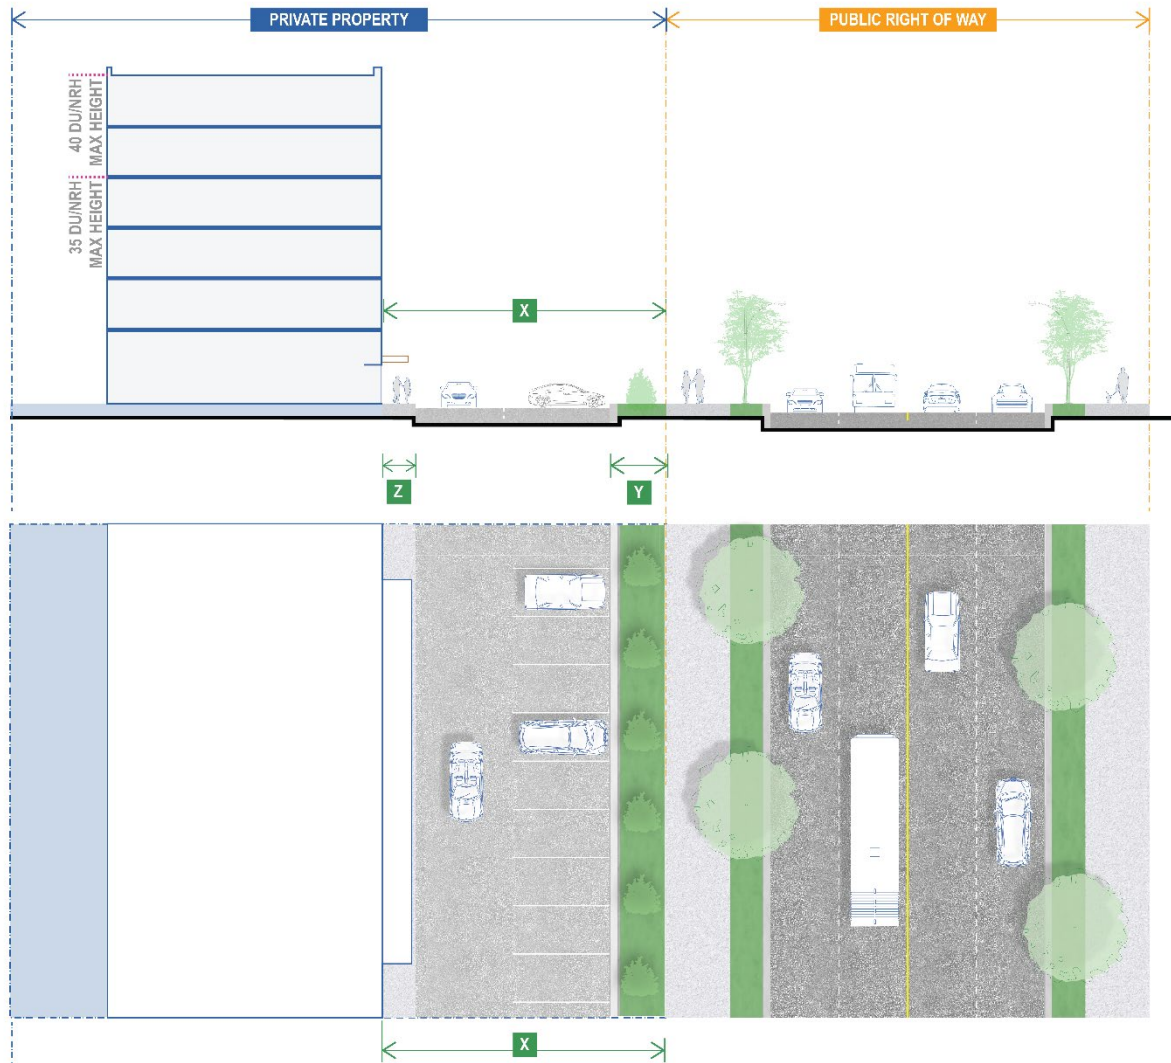 PRIVATE PROPERTY
PUBLIC RIGHT OF WAY
40 DU/NRH
MAX HEIGHT
35 DU/NRH
MAX HEIGHT
X
Z
Y
X